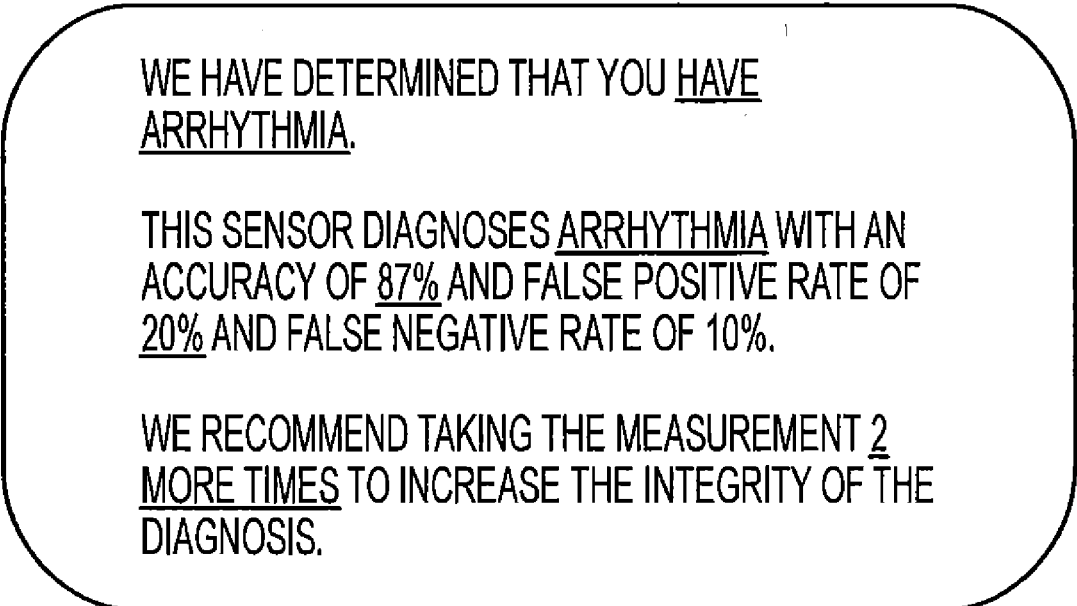 WE HAVE DETERMINED THAT YOU HAVE
ARRHYTHMIA.
THIS SENSOR DIAGNOSES ARRHYTHMIA WITH AN
ACCURACY OF 87% AND FALSE POSITIVE RATE OF
20% AND FALSE NEGATIVE RATE OF 10%.
WE RECOMMEND TAKING THE MEASUREMENT 2
MORE TIMES TO INCREASE THE INTEGRITY OF THE
DIAGNOSIS.